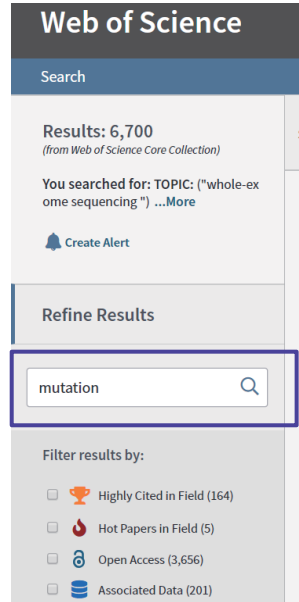 Web of Science
Search
Results: 6,700
(from Web of Science Core Collection)
You searched for: TOPIC: ("whole-ex
ome sequencing ") ...More
Create Alert
Refine Results
mutation
Filter results by:
Highly Cited in Field (164)
Hot Papers in Field (5)
Open Access (3,656)
Associated Data (201)